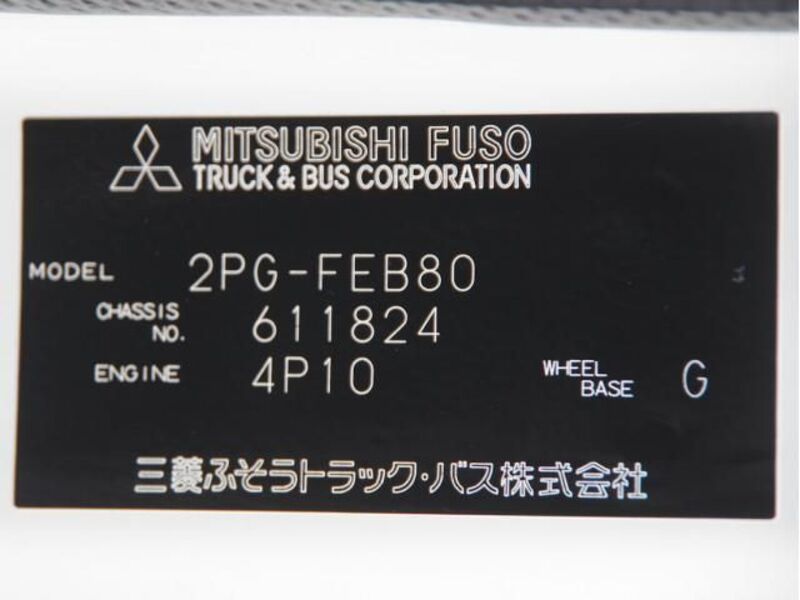 MITSUBISHI FUSO
TRUCK & BUS CORPORATION
MODEL 2PG-FEB80
CHASSIS NO. 611824
ENGINE 4P10 WHEEL BASE G
三菱ふそうトラック・バス株式会社